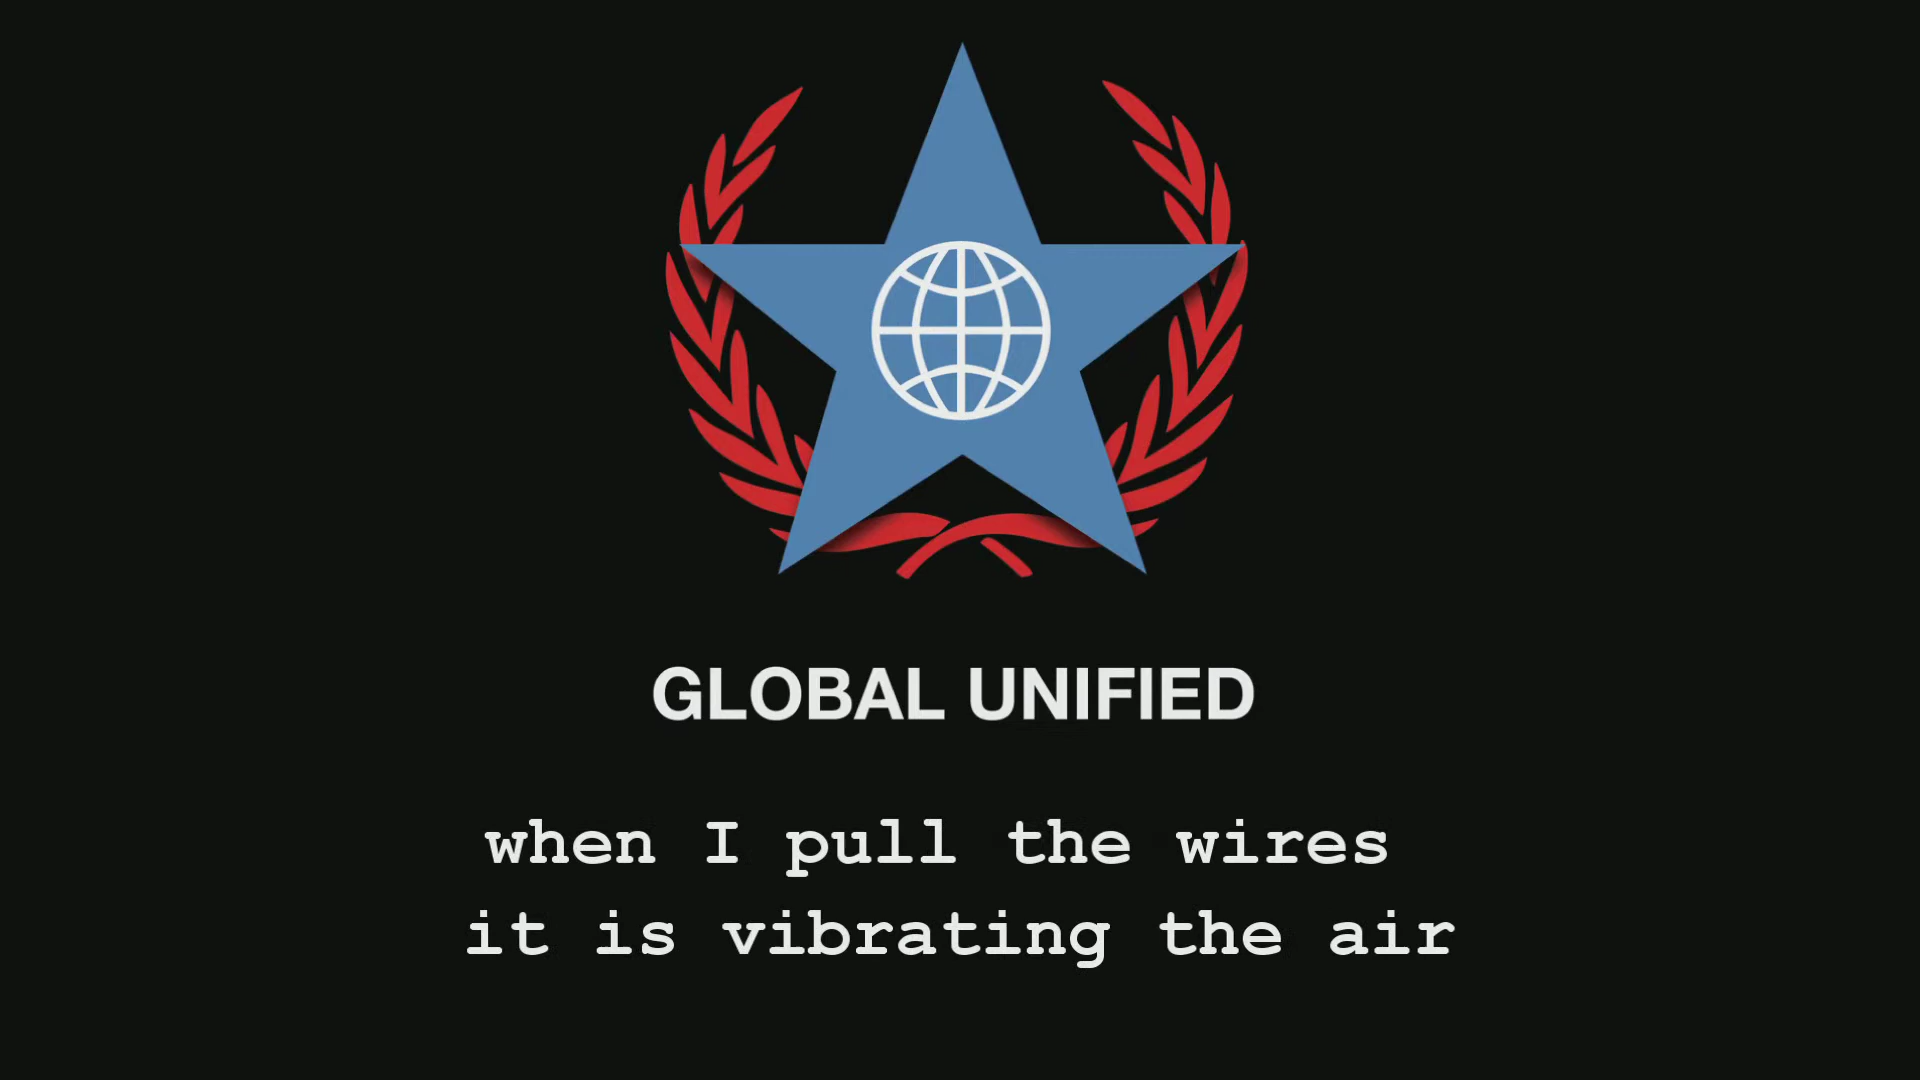 GLOBAL UNIFIED
when I pull the wires
it is vibrating the air